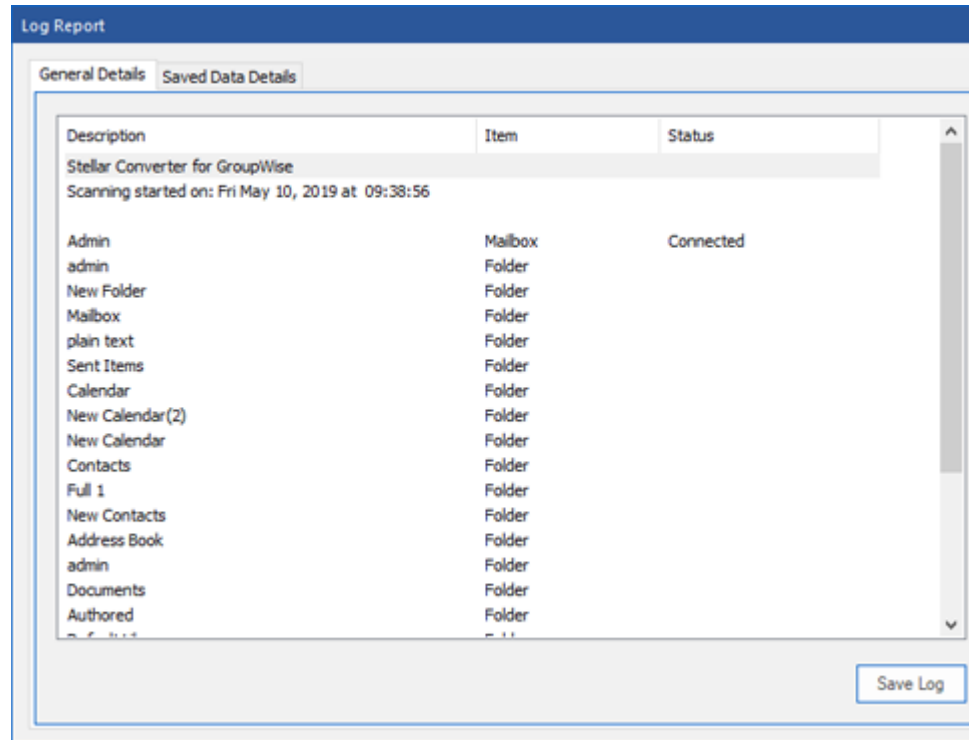 Log Report
General Details Saved Data Details
Description Item Status
Stellar Converter for GroupWise
Scanning started on: Fri May 10, 2019 at 09:38:56
Admin Mailbox Connected
admin Folder
New Folder Folder
Mailbox Folder
plain text Folder
Sent Items Folder
Calendar Folder
New Calendar(2) Folder
New Calendar Folder
Contacts Folder
Full 1 Folder
New Contacts Folder
Address Book Folder
admin Folder
Documents Folder
Authored Folder
Save Log